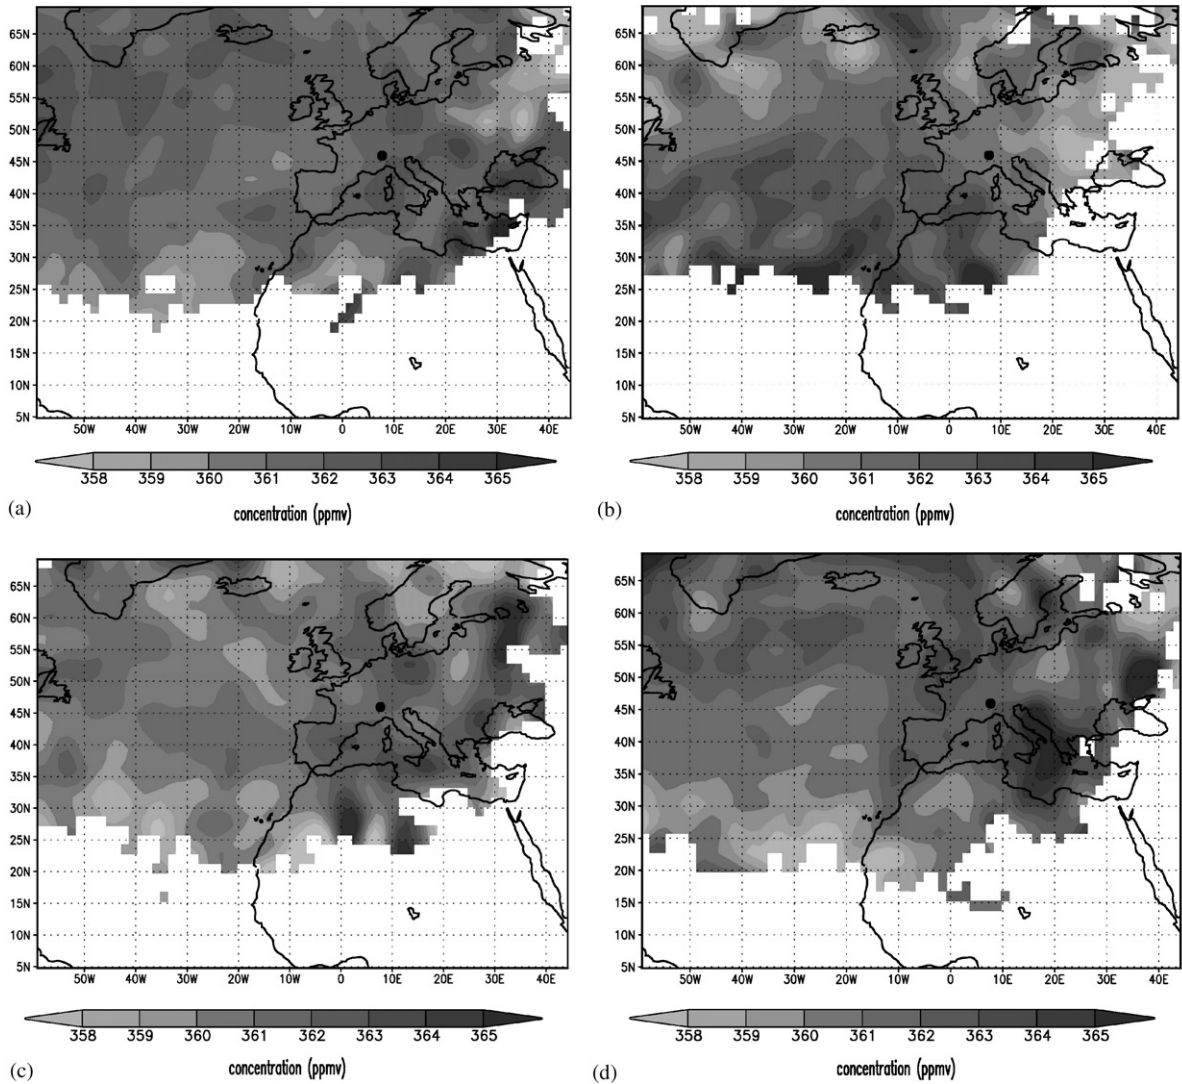 65N
60N
55N
50N
45N
40N
35N
30N
25N
20N
15N
10N
5N
50W 40W 30W 20W 10W 0 10E 20E 30E 40E
358 359 360 361 362 363 364 365
(a) concentration (ppmv)
65N
60N
55N
50N
45N
40N
35N
30N
25N
20N
15N
10N
5N
50W 40W 30W 20W 10W 0 10E 20E 30E 40E
358 359 360 361 362 363 364 365
(b) concentration (ppmv)
65N
60N
55N
50N
45N
40N
35N
30N
25N
20N
15N
10N
5N
50W 40W 30W 20W 10W 0 10E 20E 30E 40E
358 359 360 361 362 363 364 365
(c) concentration (ppmv)
65N
60N
55N
50N
45N
40N
35N
30N
25N
20N
15N
10N
5N
50W 40W 30W 20W 10W 0 10E 20E 30E 40E
358 359 360 361 362 363 364 365
(d) concentration (ppmv)